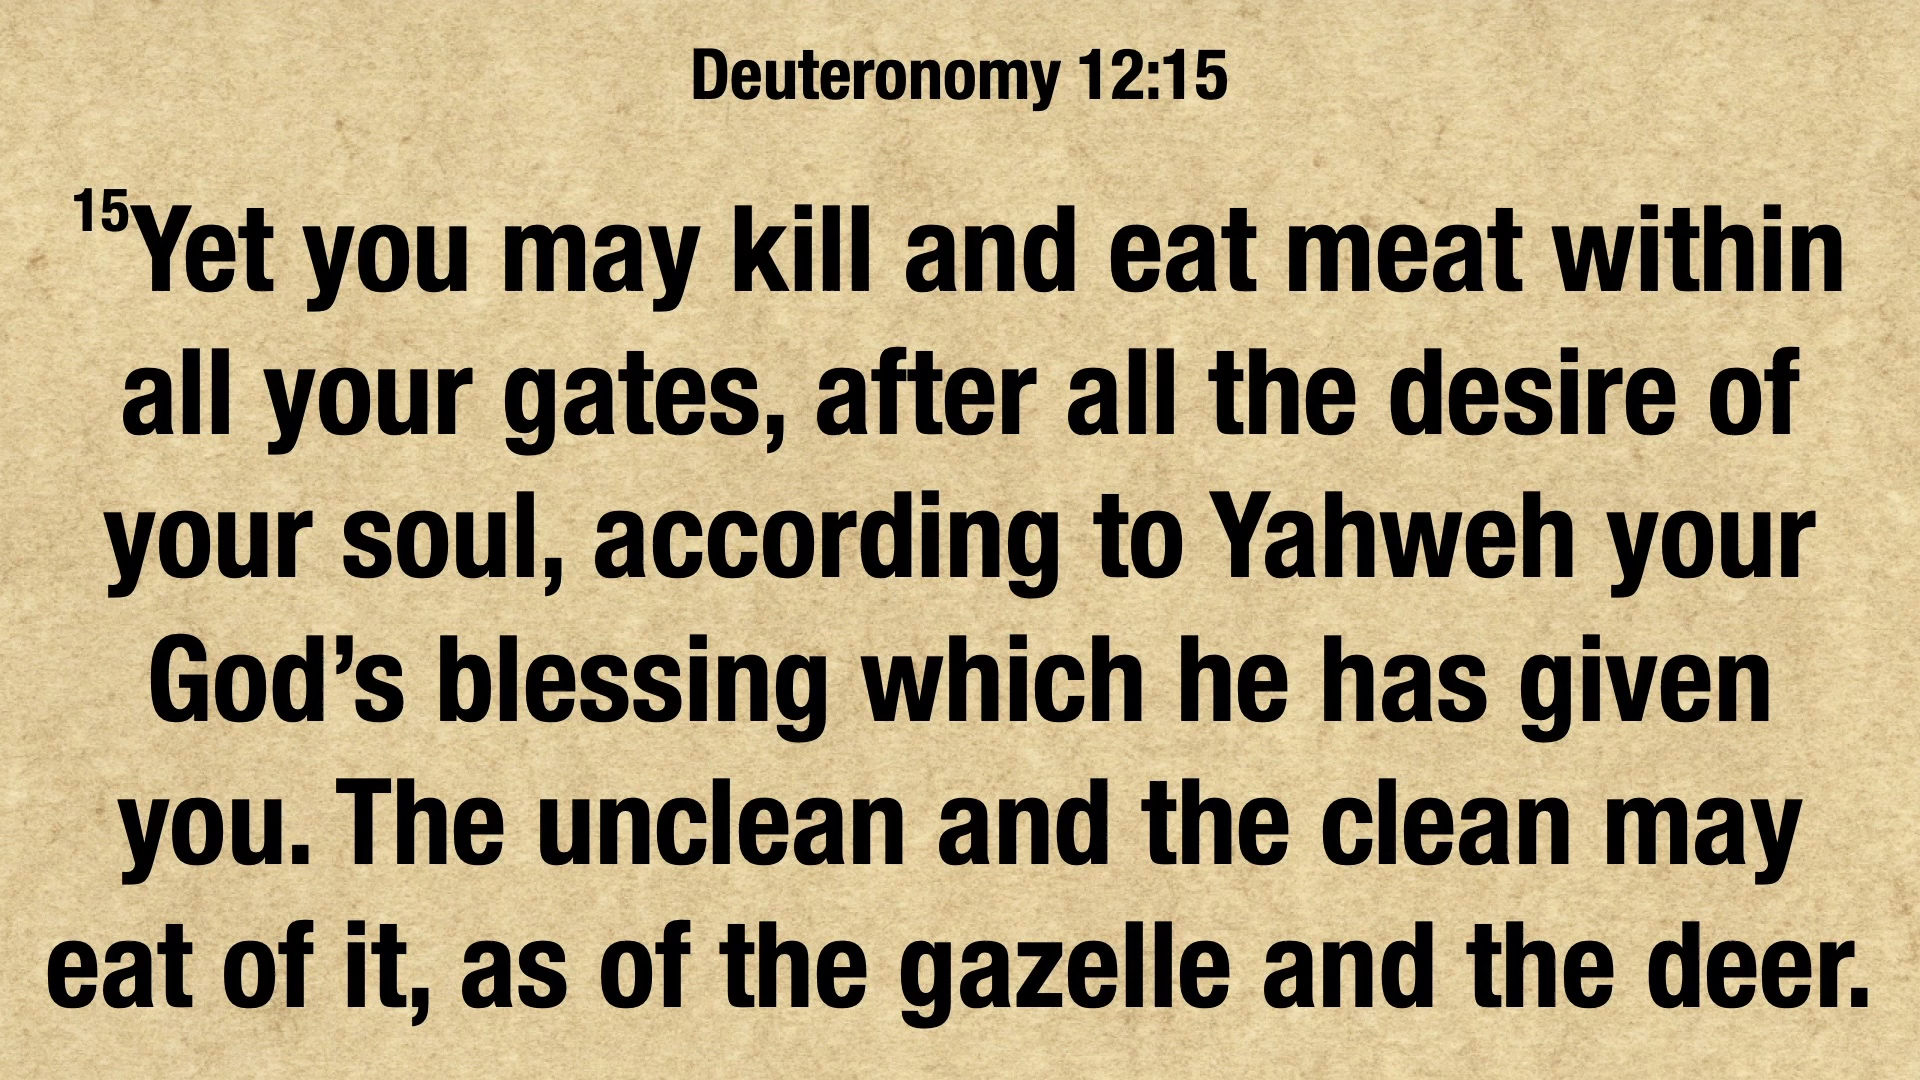 Deuteronomy 12:15
15Yet you may kill and eat meat within
all your gates, after all the desire of
your soul, according to Yahweh your
God’s blessing which he has given
you. The unclean and the clean may
eat of it, as of the gazelle and the deer.